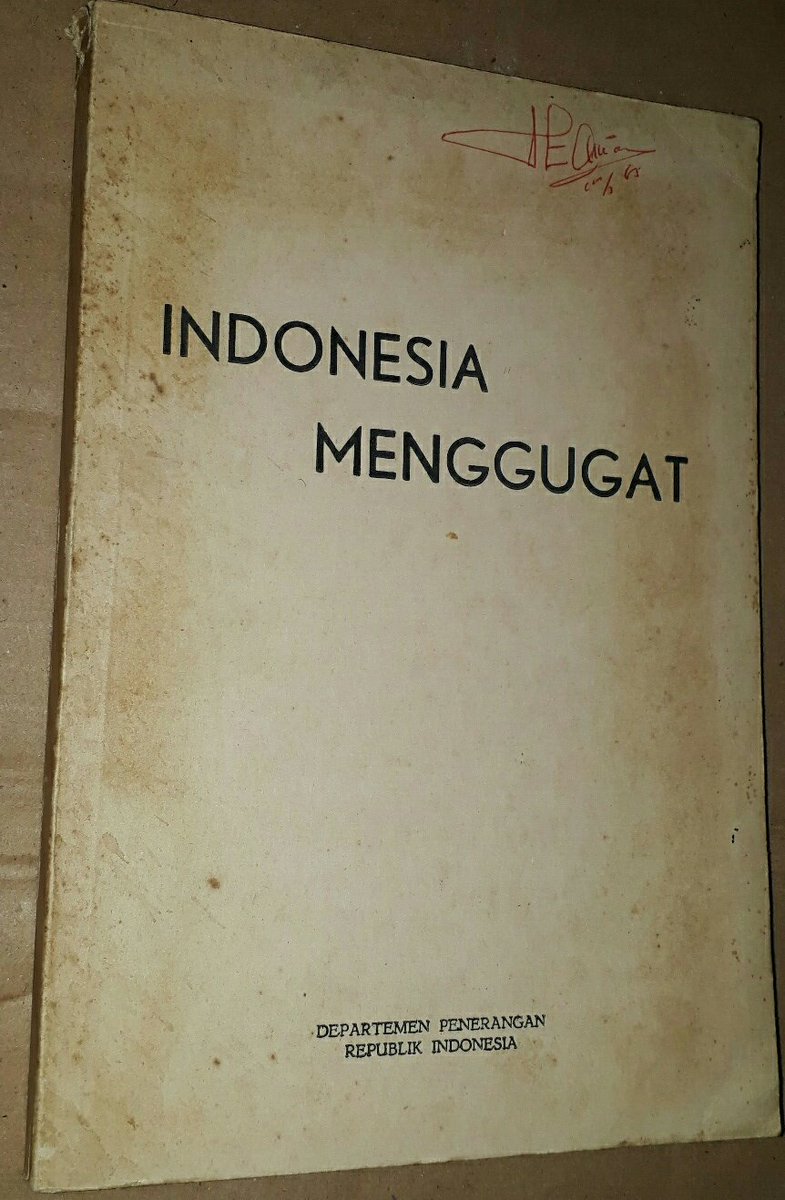 INDONESIA
MENGGUGAT
DEPARTEMEN PENERANGAN
REPUBLIK INDONESIA